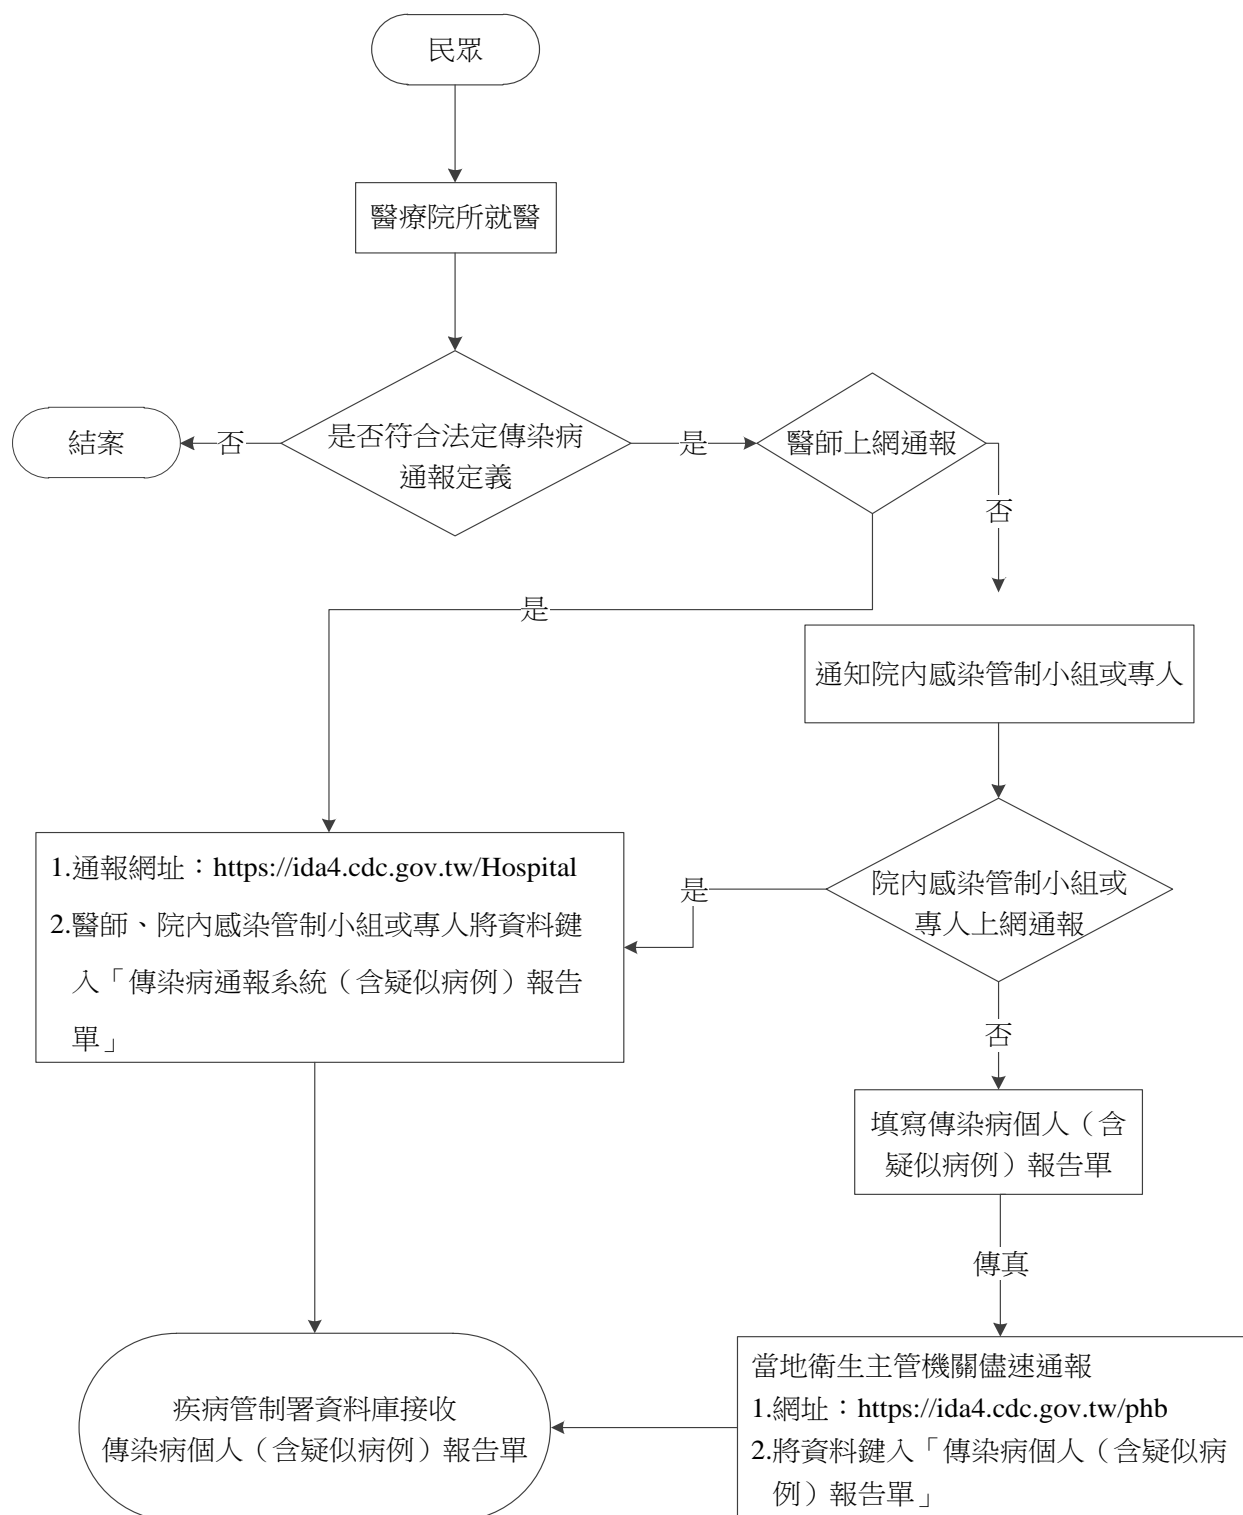 民眾
醫療院所就醫
是否符合法定傳染病
通報定義
否
結案
是
醫師上網通報
否
是
通知院內感染管制小組或專人
1.通報網址：https://ida4.cdc.gov.tw/Hospital
2.醫師、院內感染管制小組或專人將資料鍵
入「傳染病通報系統（含疑似病例）報告
單」
是
院內感染管制小組或
專人上網通報
否
填寫傳染病個人（含
疑似病例）報告單
傳真
當地衛生主管機關儘速通報
1.網址：https://ida4.cdc.gov.tw/phb
2.將資料鍵入「傳染病個人（含疑似病
例）報告單」
疾病管制署資料庫接收
傳染病個人（含疑似病例）報告單